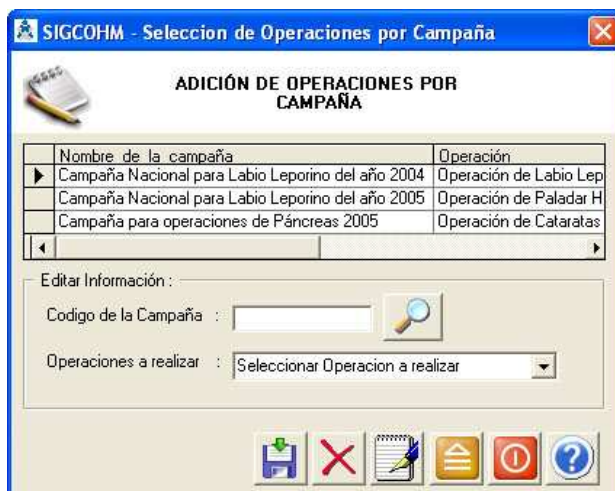 SIGCOHM - Seleccion de Operaciones por Campaña
ADICIÓN DE OPERACIONES POR
CAMPAÑA
Nombre de la campaña Operación
Campaña Nacional para Labio Leporino del año 2004 Operación de Labio Lep
Campaña Nacional para Labio Leporino del año 2005 Operación de Paladar H
Campaña para operaciones de Páncreas 2005 Operación de Cataratas
Editar Información :
Codigo de la Campaña :
Operaciones a realizar : Seleccionar Operacion a realizar